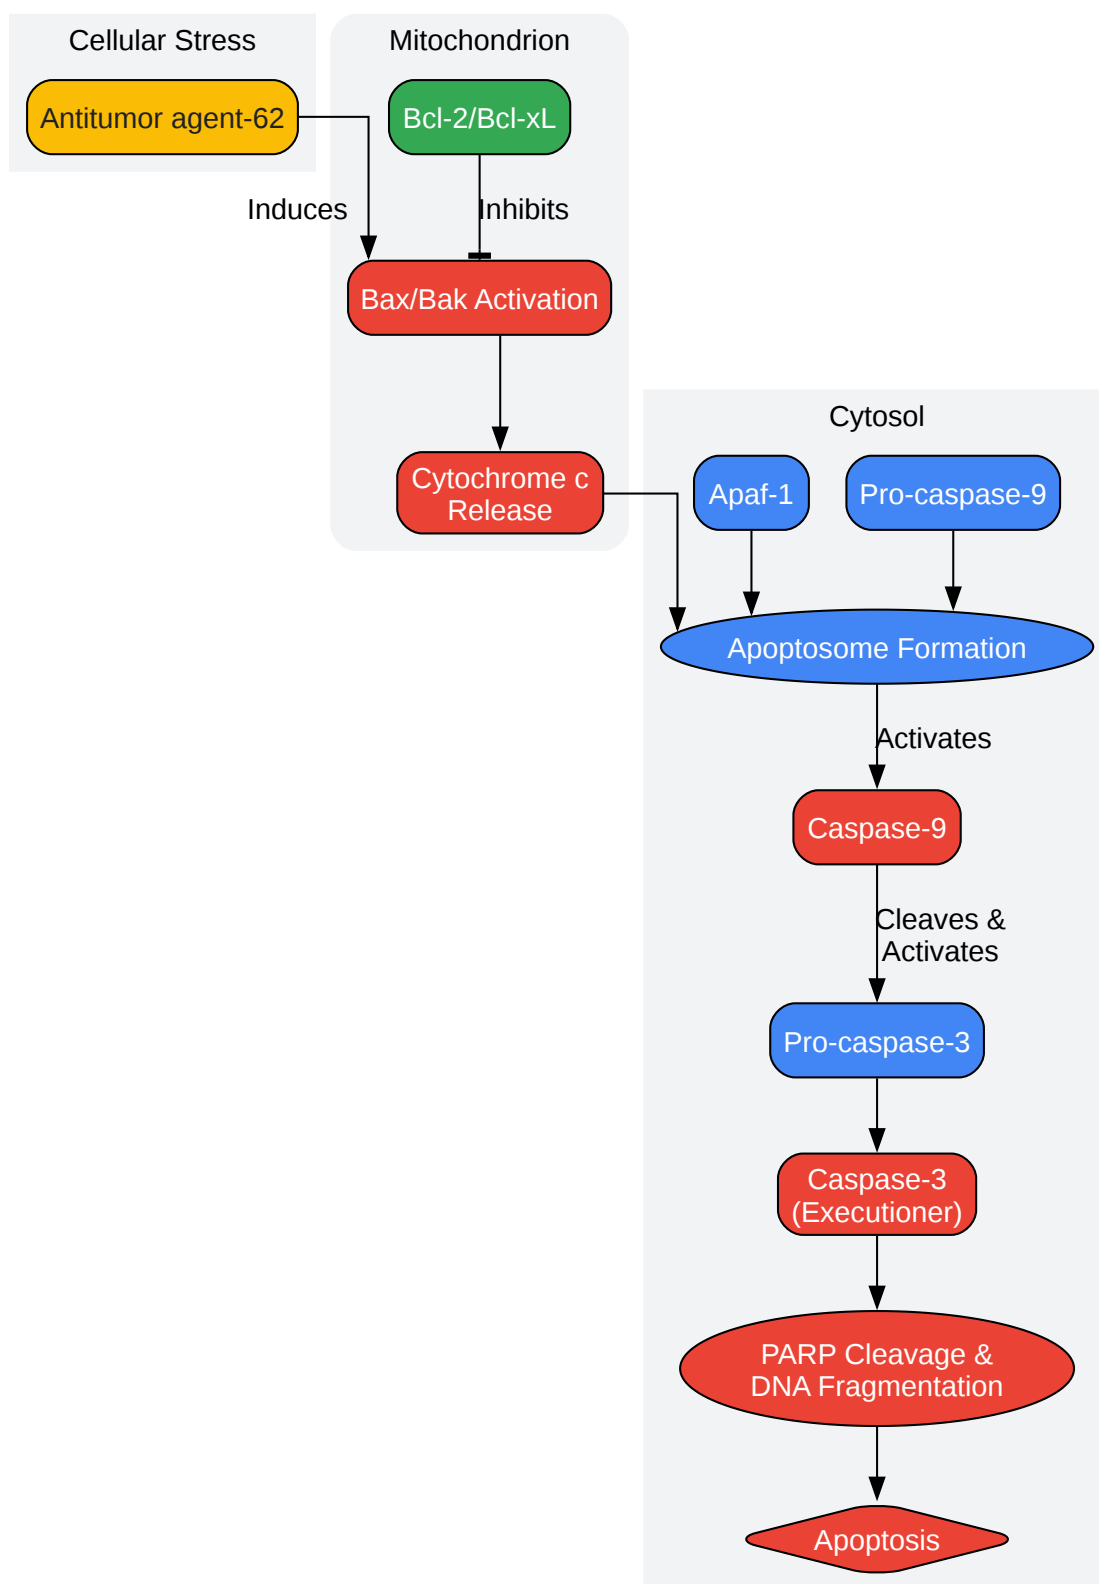 Cellular Stress
Mitochondrion
Antitumor agent-62
Bcl-2/Bcl-xL
Induces
Inhibits
Bax/Bak Activation
Cytochrome c
Release
Cytosol
Apaf-1
Pro-caspase-9
Apoptosome Formation
Activates
Caspase-9
Cleaves &
Activates
Pro-caspase-3
Caspase-3
(Executioner)
PARP Cleavage &
DNA Fragmentation
Apoptosis